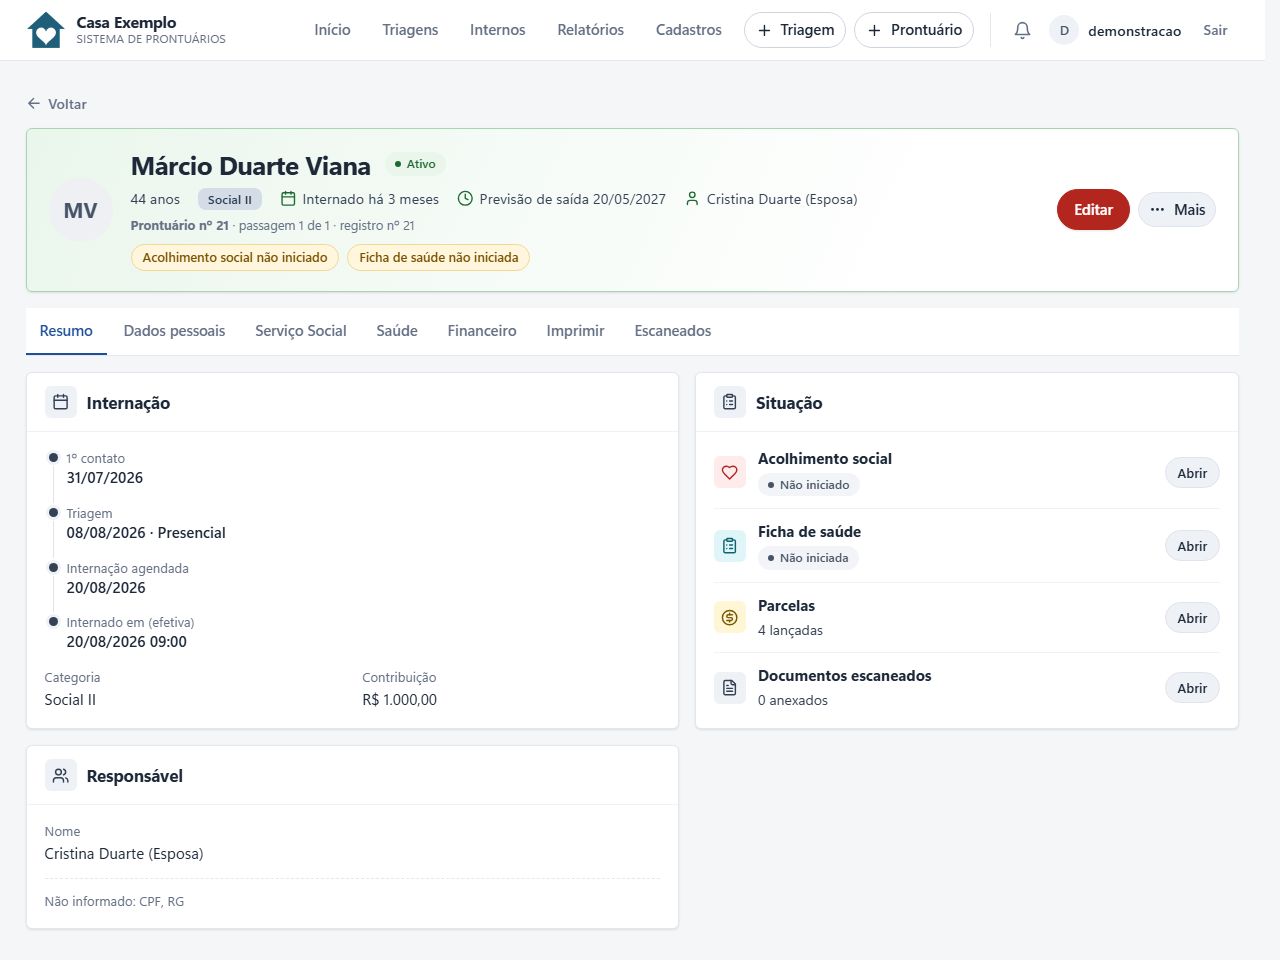 Casa Exemplo
SISTEMA DE PRONTUÁRIOS
Início
Triagens
Internos
Relatórios
Cadastros
+ Triagem
+ Prontuário
D
demonstracao
Sair
← Voltar
MV
Márcio Duarte Viana
Ativo
44 anos
Social II
Internado há 3 meses
Previsão de saída 20/05/2027
Cristina Duarte (Esposa)
Prontuário nº 21 · passagem 1 de 1 · registro nº 21
Acolhimento social não iniciado
Ficha de saúde não iniciada
Editar
··· Mais
Resumo
Dados pessoais
Serviço Social
Saúde
Financeiro
Imprimir
Escaneados
Internação
1º contato
31/07/2026
Triagem
08/08/2026 · Presencial
Internação agendada
20/08/2026
Internado em (efetiva)
20/08/2026 09:00
Categoria
Social II
Contribuição
R$ 1.000,00
Situação
Acolhimento social
Não iniciado
Abrir
Ficha de saúde
Não iniciada
Abrir
Parcelas
4 lançadas
Abrir
Documentos escaneados
0 anexados
Abrir
Responsável
Nome
Cristina Duarte (Esposa)
Não informado: CPF, RG